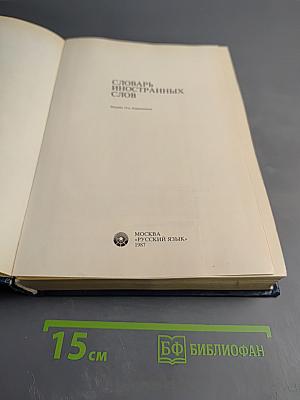 СЛОВАРЬ
ИНОСТРАННЫХ
СЛОВ
МОСКВА
«РУССКИЙ ЯЗЫК»
1987
15 см
БФ БИБЛИОФАН